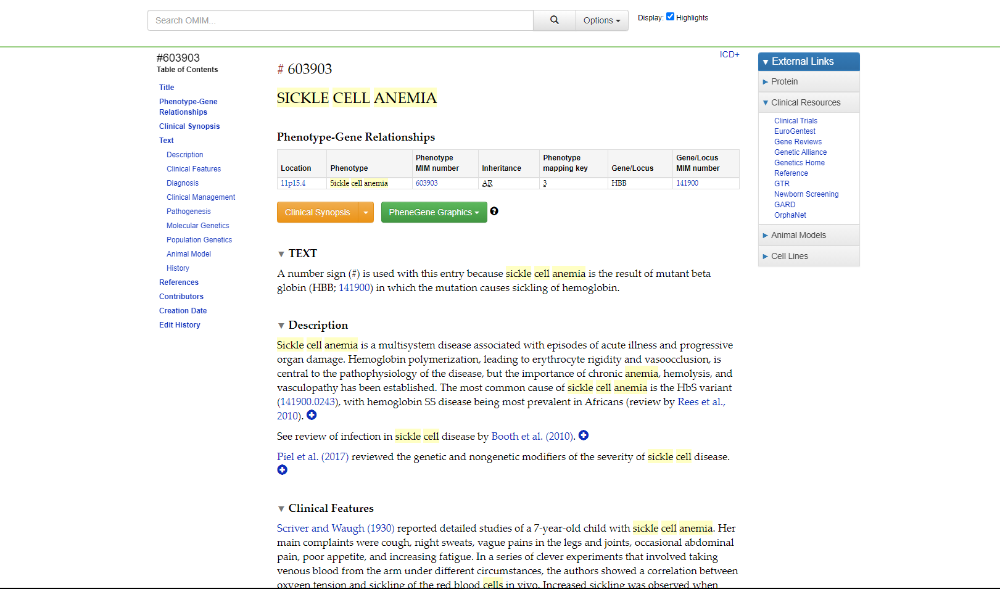 Search OMIM...
Options
Display: Highlights
#603903
Table of Contents
Title
Phenotype-Gene
Relationships
Clinical Synopsis
Text
Description
Clinical Features
Diagnosis
Clinical Management
Pathogenesis
Molecular Genetics
Population Genetics
Animal Model
History
References
Contributors
Creation Date
Edit History
ICD+
# 603903
SICKLE CELL ANEMIA
Phenotype-Gene Relationships
Location Phenotype Phenotype MIM number Inheritance Phenotype mapping key Gene/Locus Gene/Locus MIM number
11p15.4 Sickle cell anemia 603903 AR 3 HBB 141900
Clinical Synopsis PheneGene Graphics ?
TEXT
A number sign (#) is used with this entry because sickle cell anemia is the result of mutant beta
globin (HBB; 141900) in which the mutation causes sickling of hemoglobin.
Description
Sickle cell anemia is a multisystem disease associated with episodes of acute illness and progressive
organ damage. Hemoglobin polymerization, leading to erythrocyte rigidity and vasoocclusion, is
central to the pathophysiology of the disease, but the importance of chronic anemia, hemolysis, and
vasculopathy has been established. The most common cause of sickle cell anemia is the HbS variant
(141900.0243), with hemoglobin SS disease being most prevalent in Africans (review by Rees et al.,
2010).
See review of infection in sickle cell disease by Booth et al. (2010).
Piel et al. (2017) reviewed the genetic and nongenetic modifiers of the severity of sickle cell disease.
Clinical Features
Scriver and Waugh (1930) reported detailed studies of a 7-year-old child with sickle cell anemia. Her
main complaints were cough, night sweats, vague pains in the legs and joints, occasional abdominal
pain, poor appetite, and increasing fatigue. In a series of clever experiments that involved taking
venous blood from the arm under different circumstances, the authors showed a correlation between
oxygen tension and sickling of the red blood cells in vivo. Increased sickling was observed when
External Links
Protein
Clinical Resources
Clinical Trials
EuroGentest
Gene Reviews
Genetic Alliance
Genetics Home
Reference
GTR
Newborn Screening
GARD
OrphaNet
Animal Models
Cell Lines